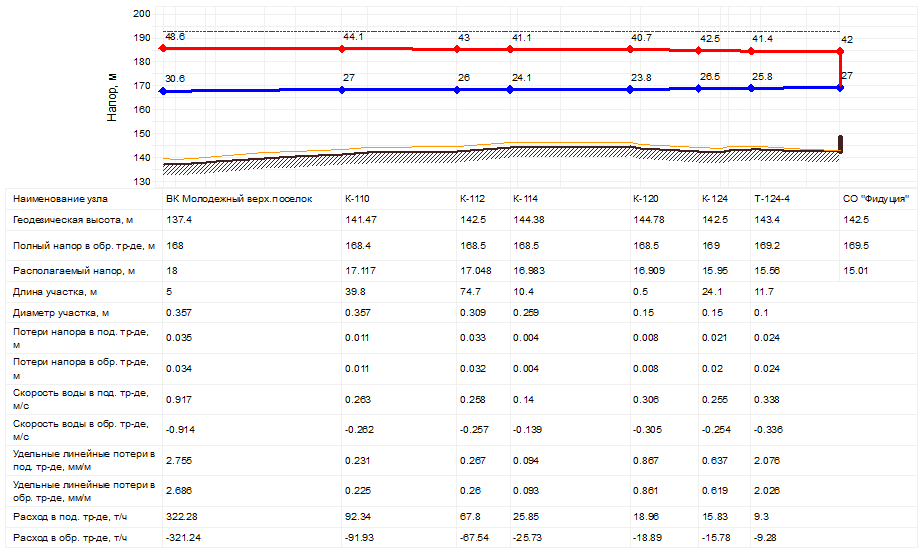 200
190
180
170
160
150
140
130
Напор, м
48.6 44.1 43 41.1 40.7 42.5 41.4 42
30.6 27 26 24.1 23.8 26.5 25.8 27
Наименование узла ВК Молодежный верх.поселок К-110 К-112 К-114 К-120 К-124 Т-124-4 СО "Фидуция"
Геодезическая высота, м 137.4 141.47 142.5 144.38 144.78 142.5 143.4 142.5
Полный напор в обр. тр-де, м 168 168.4 168.5 168.5 168.5 169 169.2 169.5
Располагаемый напор, м 18 17.117 17.048 16.983 16.909 15.95 15.56 15.01
Длина участка, м 5 39.8 74.7 10.4 0.5 24.1 11.7
Диаметр участка, м 0.357 0.357 0.309 0.259 0.15 0.15 0.1
Потери напора в под. тр-де,
м 0.035 0.011 0.033 0.004 0.008 0.021 0.024
Потери напора в обр. тр-де,
м 0.034 0.011 0.032 0.004 0.008 0.02 0.024
Скорость воды в под. тр-де,
м/с 0.917 0.263 0.258 0.14 0.306 0.255 0.338
Скорость воды в обр. тр-де,
м/с -0.914 -0.262 -0.257 -0.139 -0.305 -0.254 -0.336
Удельные линейные потери в
под. тр-де, мм/м 2.755 0.231 0.267 0.094 0.867 0.637 2.076
Удельные линейные потери в
обр. тр-де, мм/м 2.686 0.225 0.26 0.093 0.861 0.619 2.026
Расход в под. тр-де, т/ч 322.28 92.34 67.8 25.85 18.96 15.83 9.3
Расход в обр. тр-де, т/ч -321.24 -91.93 -67.54 -25.73 -18.89 -15.78 -9.28